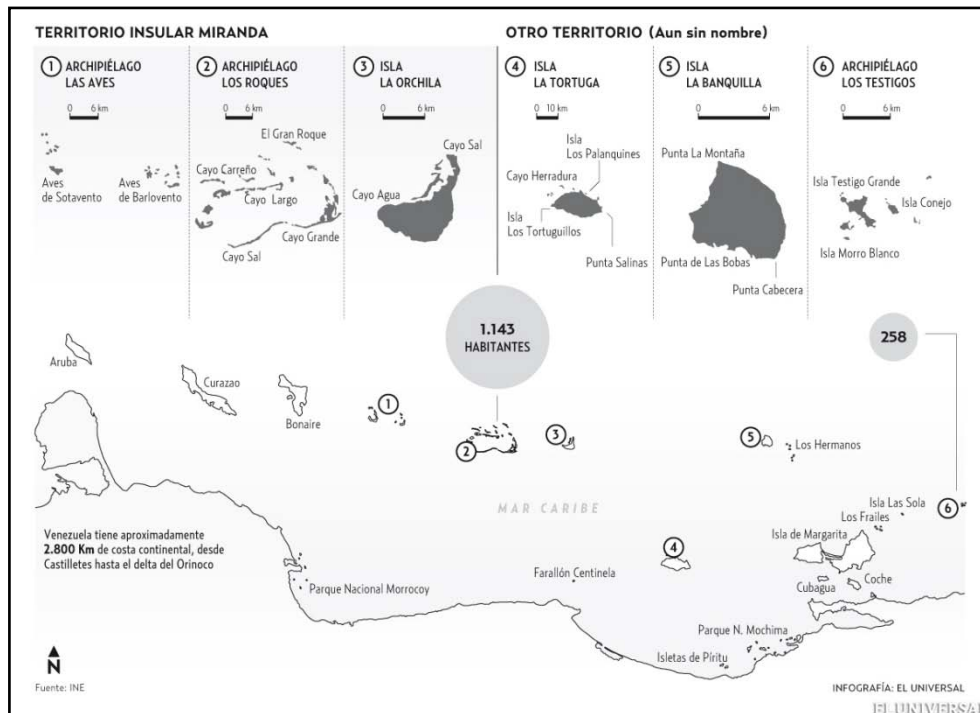 TERRITORIO INSULAR MIRANDA
OTRO TERRITORIO (Aun sin nombre)
1 ARCHIPIÉLAGO
LAS AVES
0 6 km
Aves
de Sotavento
Aves
de Barlovento
2 ARCHIPIÉLAGO
LOS ROQUES
0 6 km
El Gran Roque
Cayo Carreño
Cayo Largo
Cayo Grande
Cayo Sal
3 ISLA
LA ORCHILA
0 6 km
Cayo Sal
Cayo Agua
4 ISLA
LA TORTUGA
0 10 km
Isla
Los Palanquines
Cayo Herradura
Isla
Los Tortuguillos
Punta Salinas
5 ISLA
LA BANQUILLA
0 6 km
Punta La Montaña
Punta de Las Bobas
Punta Cabecera
6 ARCHIPIÉLAGO
LOS TESTIGOS
0 6 km
Isla Testigo Grande
Isla Conejo
Isla Morro Blanco
1.143
HABITANTES
258
Aruba
Curazao
Bonaire
1
2
3
5
Los Hermanos
MAR CARIBE
Isla Las Sola
6
Los Frailes
Isla de Margarita
4
Venezuela tiene aproximadamente
2.800 Km de costa continental, desde
Castilletes hasta el delta del Orinoco
Farallón Centinela
Parque Nacional Morrocoy
Cubagua
Coche
Parque N. Mochima
Isletas de Píritu
N
Fuente: INE
INFOGRAFÍA: EL UNIVERSAL
EL UNIVERSAL